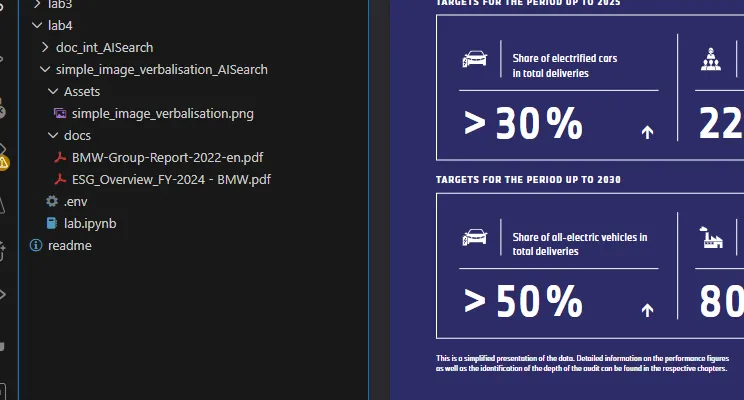 lab3
lab4
doc_int_AISearch
simple_image_verbalisation_AISearch
Assets
simple_image_verbalisation.png
docs
BMW-Group-Report-2022-en.pdf
ESG_Overview_FY-2024 - BMW.pdf
.env
lab.ipynb
readme
TARGETS FOR THE PERIOD UP TO 2025
Share of electrified cars
in total deliveries
> 30 %
22
TARGETS FOR THE PERIOD UP TO 2030
Share of all-electric vehicles in
total deliveries
> 50 %
80
This is a simplified presentation of the data. Detailed information on the performance figures
as well as the identification of the depth of the audit can be found in the respective chapters.